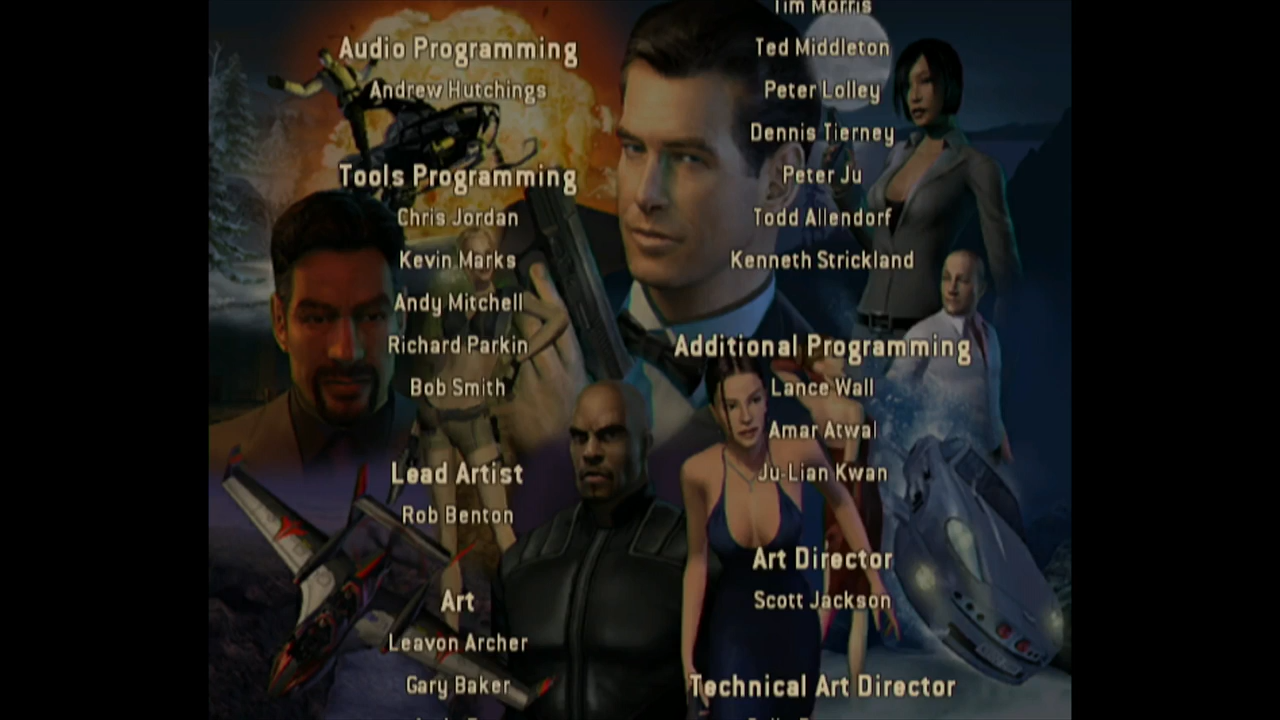 Audio Programming
Andrew Hutchings
Tools Programming
Chris Jordan
Kevin Marks
Andy Mitchell
Richard Parkin
Bob Smith
Lead Artist
Rob Benton
Art
Leavon Archer
Gary Baker
Tim Morris
Ted Middleton
Peter Lolley
Dennis Tierney
Peter Ju
Todd Allendorf
Kenneth Strickland
Additional Programming
Lance Wall
Amar Atwal
Ju-Lian Kwan
Art Director
Scott Jackson
Technical Art Director